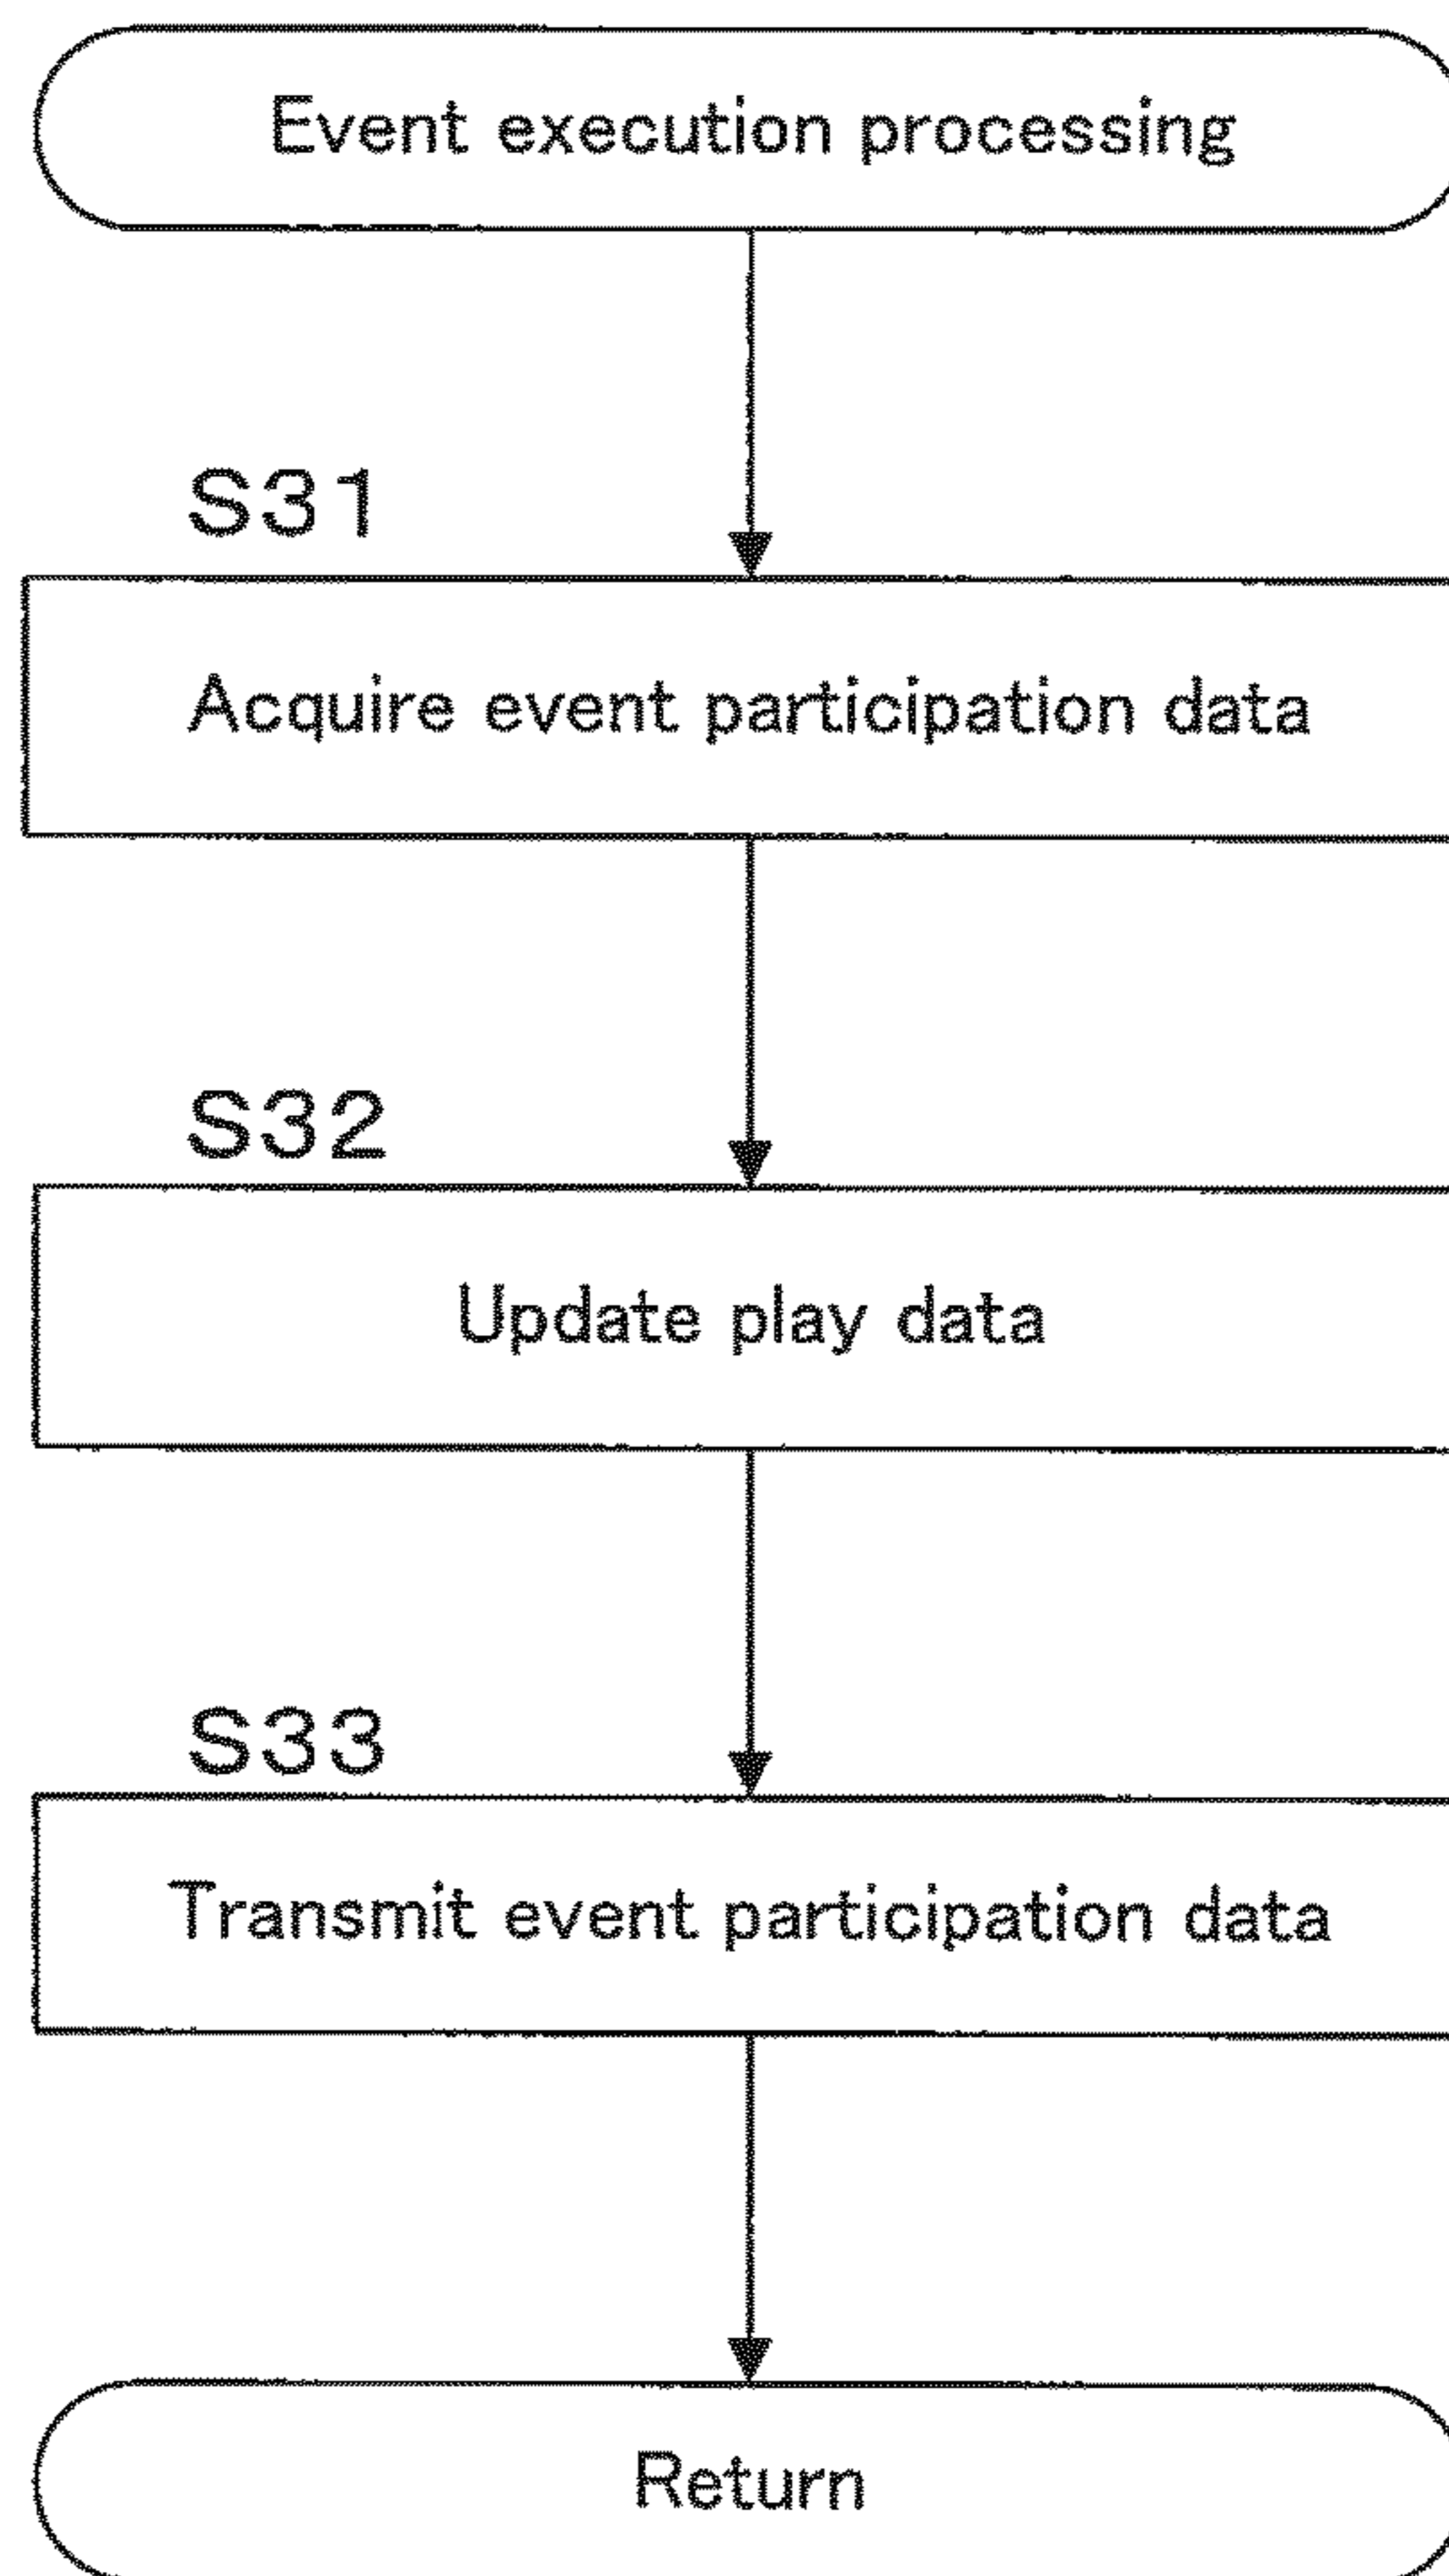 Event execution processing
S31
Acquire event participation data
S32
Update play data
S33
Transmit event participation data
Return